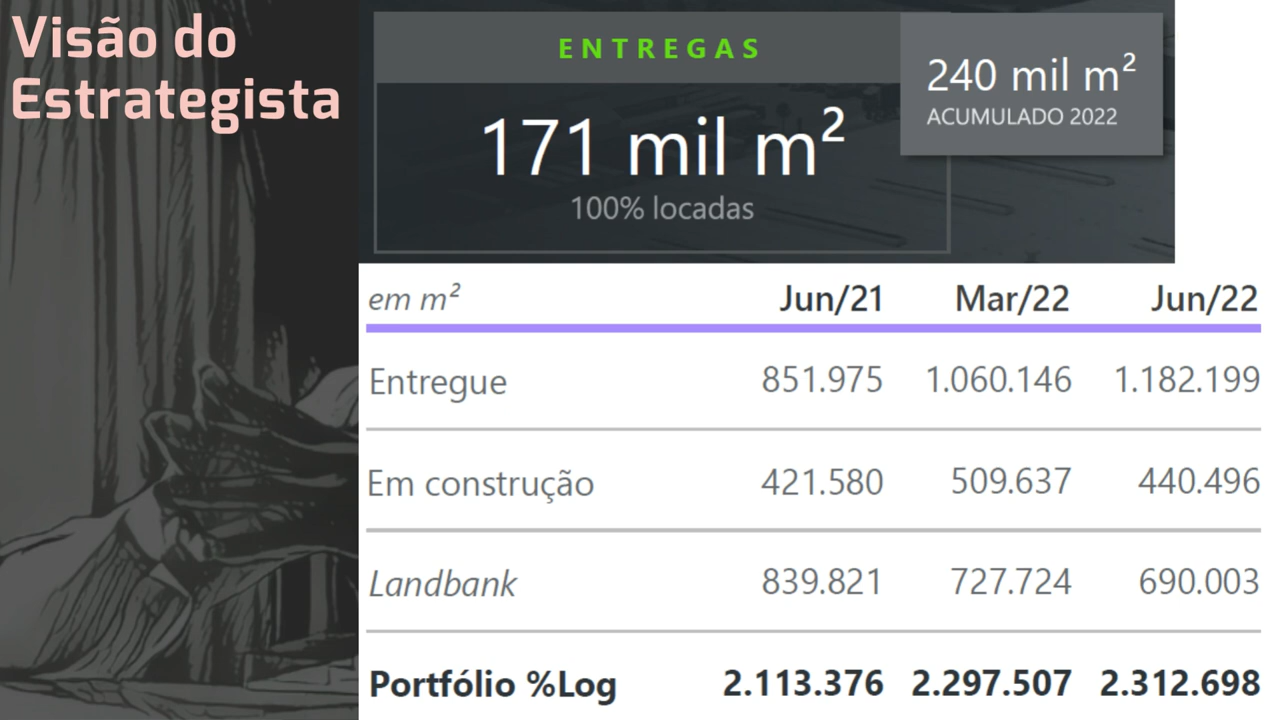 Visão do
Estrategista
ENTREGAS
171 mil m²
100% locadas
240 mil m²
ACUMULADO 2022
em m² Jun/21 Mar/22 Jun/22
Entregue 851.975 1.060.146 1.182.199
Em construção 421.580 509.637 440.496
Landbank 839.821 727.724 690.003
Portfólio %Log 2.113.376 2.297.507 2.312.698